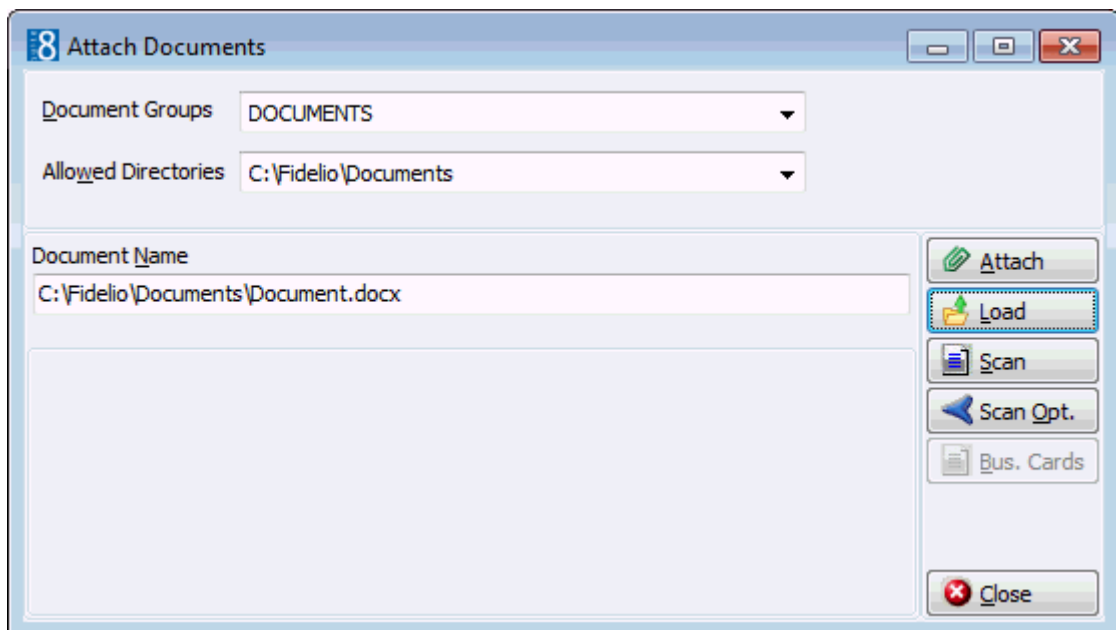 8 Attach Documents
Document Groups DOCUMENTS
Allowed Directories C:\Fidelio\Documents
Document Name
C:\Fidelio\Documents\Document.docx
Attach
Load
Scan
Scan Opt.
Bus. Cards
Close